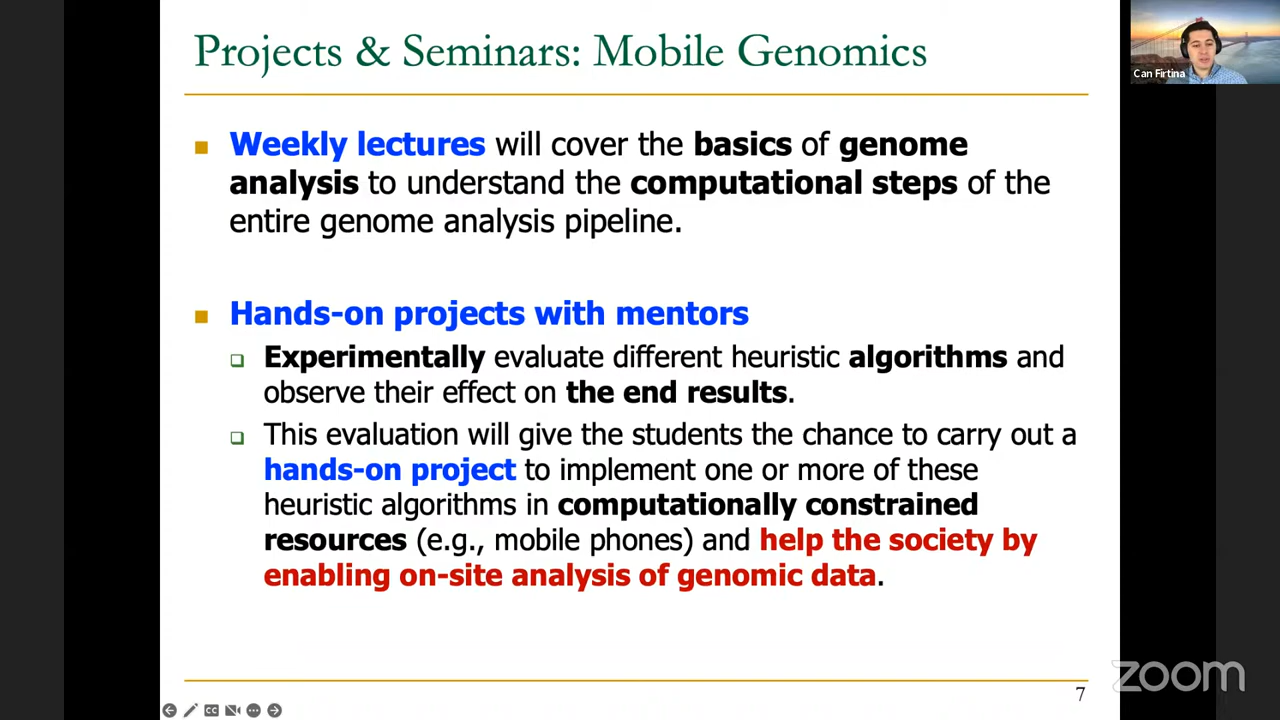 Projects & Seminars: Mobile Genomics
Can Firtina
Weekly lectures will cover the basics of genome
analysis to understand the computational steps of the
entire genome analysis pipeline.
Hands-on projects with mentors
Experimentally evaluate different heuristic algorithms and
observe their effect on the end results.
This evaluation will give the students the chance to carry out a
hands-on project to implement one or more of these
heuristic algorithms in computationally constrained
resources (e.g., mobile phones) and help the society by
enabling on-site analysis of genomic data.
zoom
7